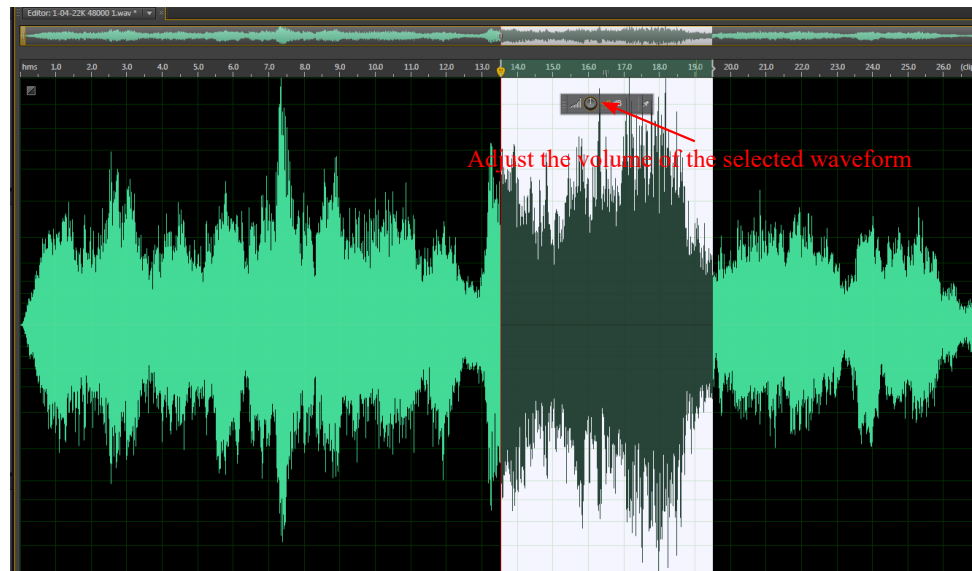 Editor: 1-04-22K 48000 1.wav *
hms 1.0 2.0 3.0 4.0 5.0 6.0 7.0 8.0 9.0 10.0 11.0 12.0 13.0 14.0 15.0 16.0 17.0 18.0 19.0 20.0 21.0 22.0 23.0 24.0 25.0 26.0 (clip
Adjust the volume of the selected waveform